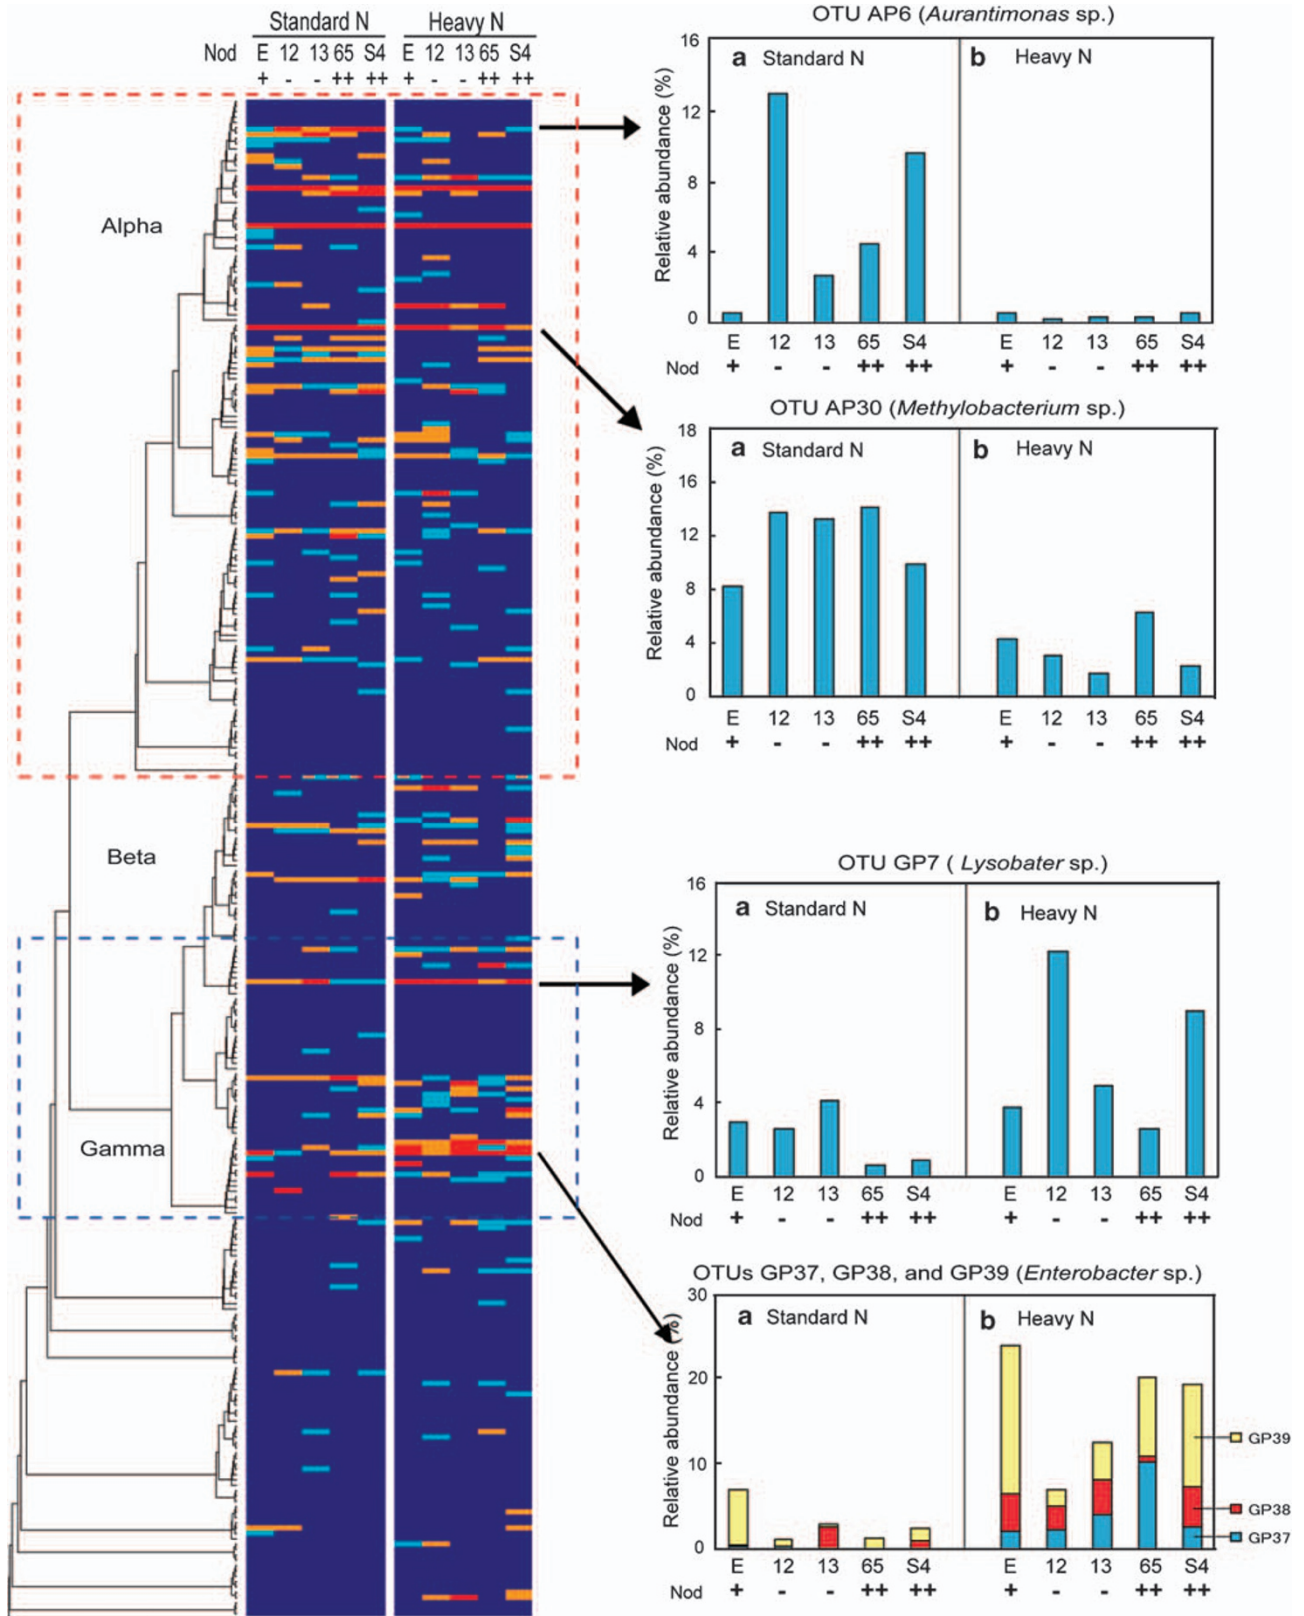 Standard N Heavy N
Nod E 12 13 65 S4 E 12 13 65 S4
+ - - ++ ++ + - - ++ ++
Alpha
Beta
Gamma
OTU AP6 (Aurantimonas sp.)
a Standard N b Heavy N
Relative abundance (%)
16
12
8
4
0
E 12 13 65 S4 E 12 13 65 S4
Nod + - - ++ ++ + - - ++ ++
OTU AP30 (Methylobacterium sp.)
a Standard N b Heavy N
Relative abundance (%)
18
16
12
8
4
0
E 12 13 65 S4 E 12 13 65 S4
Nod + - - ++ ++ + - - ++ ++
OTU GP7 ( Lysobater sp.)
a Standard N b Heavy N
Relative abundance (%)
16
12
8
4
0
E 12 13 65 S4 E 12 13 65 S4
Nod + - - ++ ++ + - - ++ ++
OTUs GP37, GP38, and GP39 (Enterobacter sp.)
a Standard N b Heavy N
Relative abundance (%)
30
20
10
0
GP39
GP38
GP37
E 12 13 65 S4 E 12 13 65 S4
Nod + - - ++ ++ + - - ++ ++